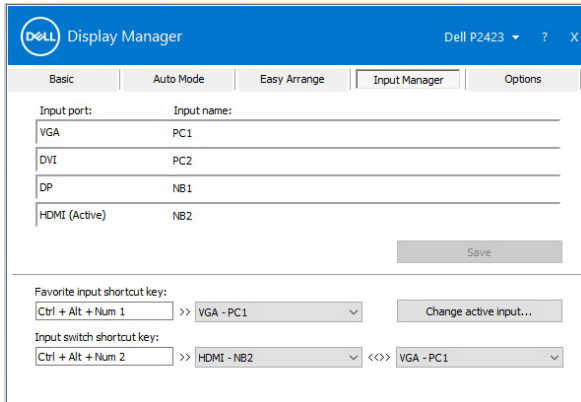 DELL Display Manager Dell P2423 ? X
Basic Auto Mode Easy Arrange Input Manager Options
Input port: Input name:
VGA PC1
DVI PC2
DP NB1
HDMI (Active) NB2
Save
Favorite input shortcut key:
Ctrl + Alt + Num 1 >> VGA - PC1 Change active input...
Input switch shortcut key:
Ctrl + Alt + Num 2 >> HDMI - NB2 <<>> VGA - PC1